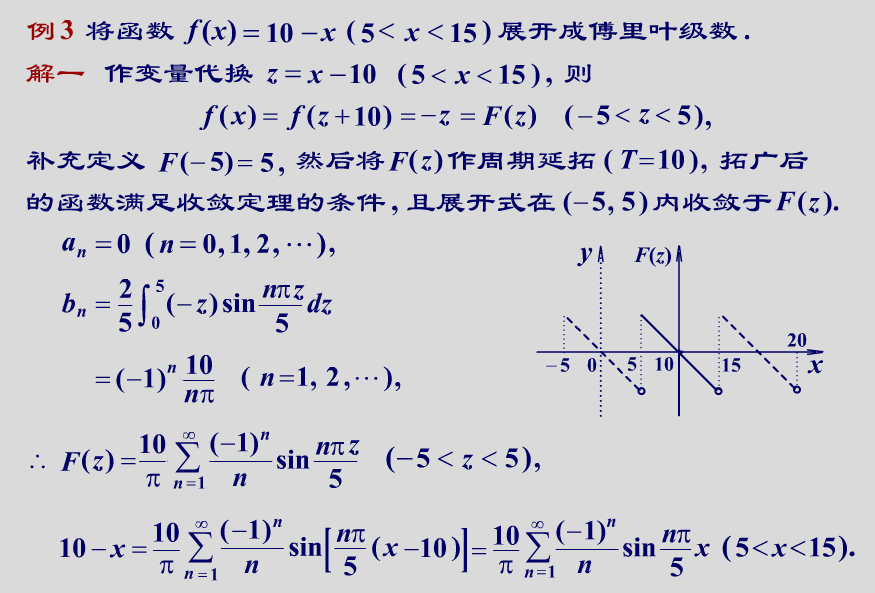 例3 将函数 f(x) = 10 − x ( 5 < x < 15 ) 展开成傅里叶级数 .
解一 作变量代换 z = x − 10 ( 5 < x < 15 ) , 则
f(x) = f(z + 10) = −z = F(z) ( −5 < z < 5 ),
补充定义 F(−5) = 5 , 然后将 F(z) 作周期延拓 ( T=10 ), 拓广后
的函数满足收敛定理的条件 , 且展开式在 (−5, 5) 内收敛于 F(z).
a_n = 0 ( n = 0, 1, 2, ⋯ ),
b_n = 2/5 ∫_0^5 (−z) sin nπz/5 dz
= (−1)^n 10/nπ ( n =1, 2, ⋯ ),
y F(z)
20
−5 0 5 10 15 x
∴ F(z) = 10/π ∑_{n=1}^∞ (−1)^n/n sin nπz/5 (−5 < z < 5),
10 − x = 10/π ∑_{n=1}^∞ (−1)^n/n sin[nπ/5 (x −10)] = 10/π ∑_{n=1}^∞ (−1)^n/n sin nπ/5 x ( 5<x<15).